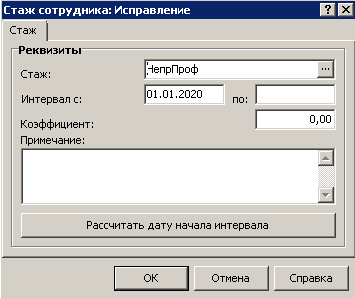 Стаж сотрудника: Исправление
Стаж
Реквизиты
Стаж: НепрПроф ...
Интервал с: 01.01.2020 по:
Коэффициент: 0,00
Примечание:
Рассчитать дату начала интервала
ОК Отмена Справка